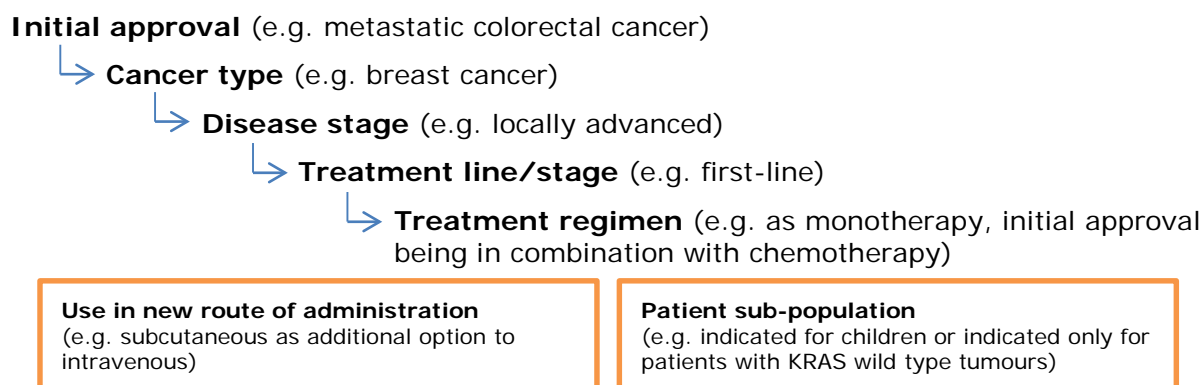 Initial approval (e.g. metastatic colorectal cancer)
Cancer type (e.g. breast cancer)
Disease stage (e.g. locally advanced)
Treatment line/stage (e.g. first-line)
Treatment regimen (e.g. as monotherapy, initial approval
being in combination with chemotherapy)
Use in new route of administration
(e.g. subcutaneous as additional option to
intravenous)
Patient sub-population
(e.g. indicated for children or indicated only for
patients with KRAS wild type tumours)